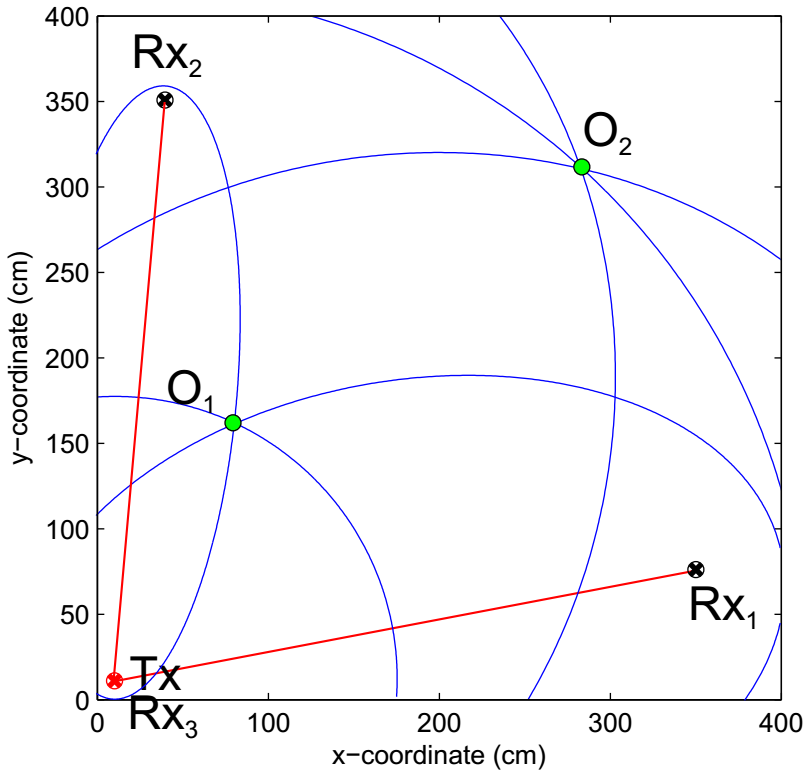 400
350
300
250
200
150
100
50
0
y−coordinate (cm)
Rx2
O2
O1
Rx1
Tx
Rx3
0
100
200
300
400
x−coordinate (cm)